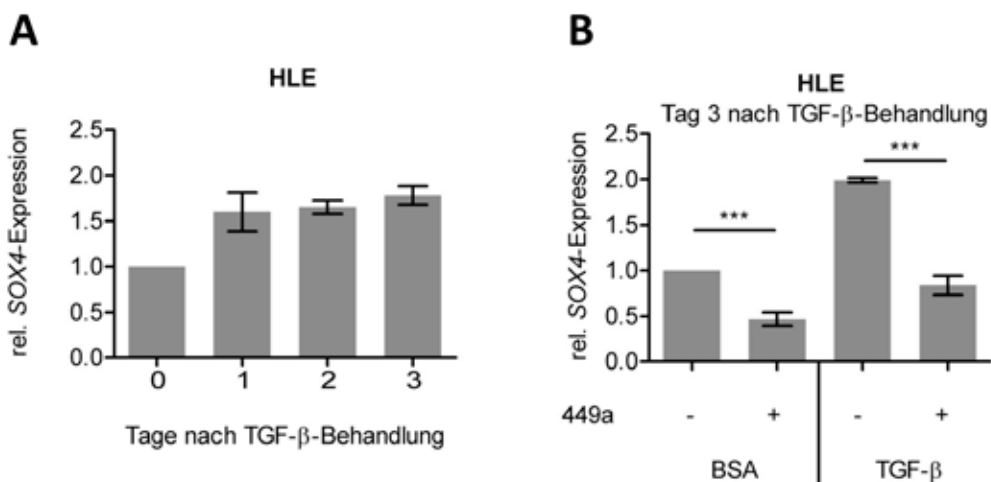 A
HLE
rel. SOX4-Expression
2.5
2.0
1.5
1.0
0.5
0.0
0 1 2 3
Tage nach TGF-β-Behandlung
B
HLE
Tag 3 nach TGF-β-Behandlung
rel. SOX4-Expression
2.5
2.0
1.5
1.0
0.5
0.0
***
***
449a - + - +
BSA TGF-β